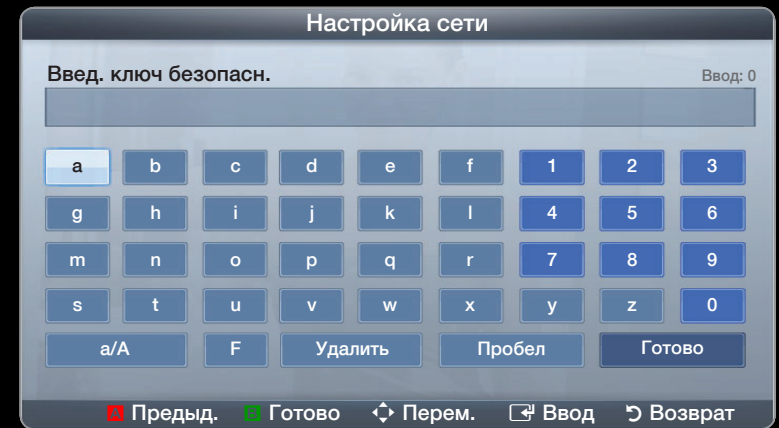 Настройка сети
Введ. ключ безопасн. Ввод: 0
a b c d e f 1 2 3
g h i j k l 4 5 6
m n o p q r 7 8 9
s t u v w x y z 0
a/A F Удалить Пробел Готово
A Предыд. C Готово Перем. Ввод Возврат